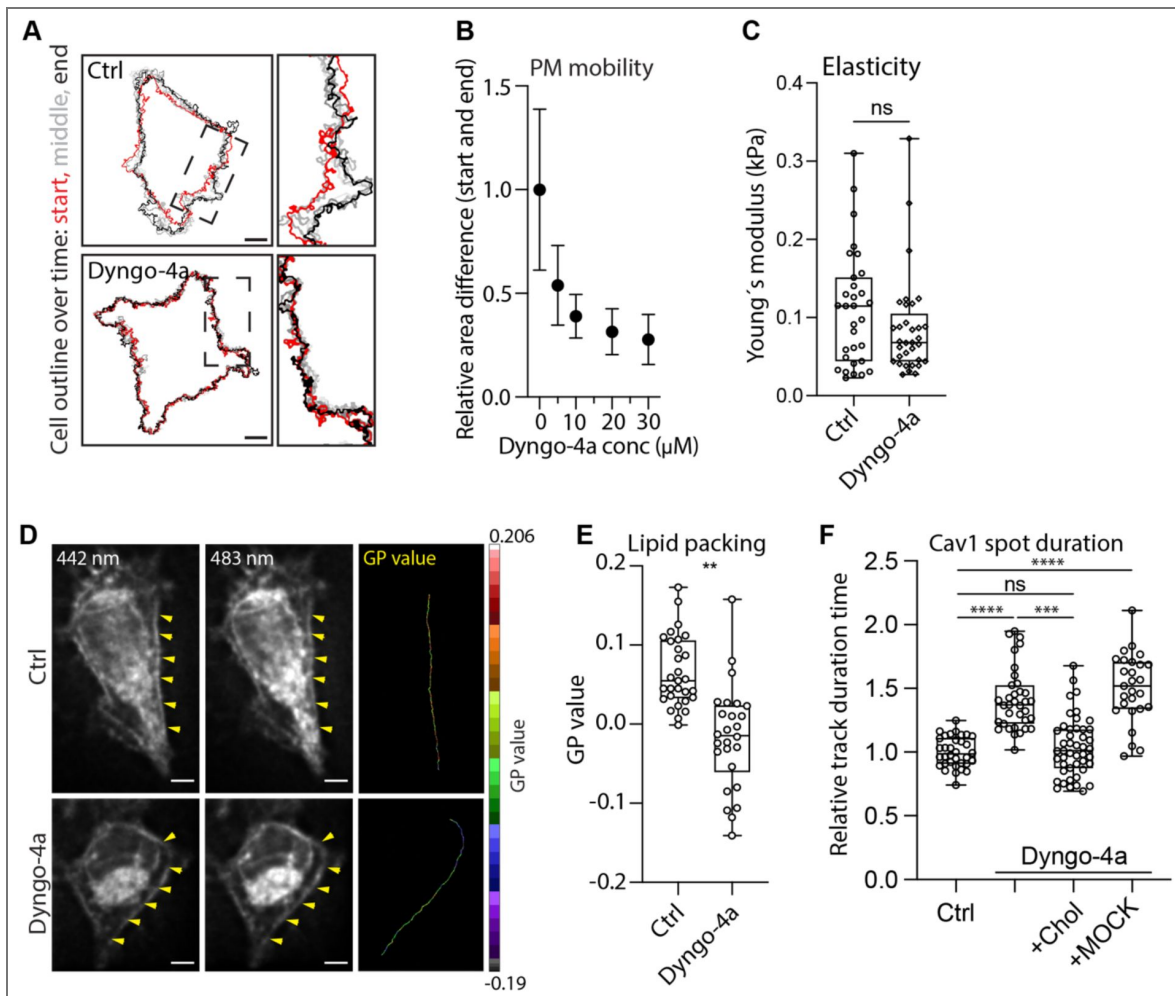 A
Cell outline over time: start, middle, end
Ctrl
Dyngo-4a
B
PM mobility
Relative area difference (start and end)
1.5
1.0
0.5
0.0
0 10 20 30
Dyngo-4a conc (µM)
C
Elasticity
ns
Young´s modulus (kPa)
0.4
0.3
0.2
0.1
0.0
Ctrl
Dyngo-4a
D
442 nm
483 nm
GP value
0.206
Ctrl
GP value
Dyngo-4a
-0.19
E
Lipid packing
**
GP value
0.2
0.1
0.0
-0.1
-0.2
Ctrl
Dyngo-4a
F
Cav1 spot duration
****
ns
**** ***
Relative track duration time
2.5
2.0
1.5
1.0
0.5
0.0
Dyngo-4a
Ctrl
+Chol
+MOCK